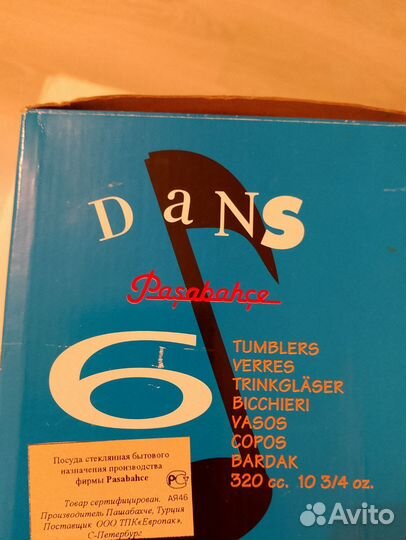 DaNS
Paşabahçe
6
TUMBLERS
VERRES
TRINKGLÄSER
BICCHIERI
VASOS
COPOS
BARDAK
320 cc. 10 3/4 oz.
Посуда стеклянная бытового
назначения производства
фирмы Pasabahce
АЯ46
Товар сертифицирован.
Производитель Пашабахче, Турция
Поставщик ООО ТПК«Европак»,
С-Петербург
Avito